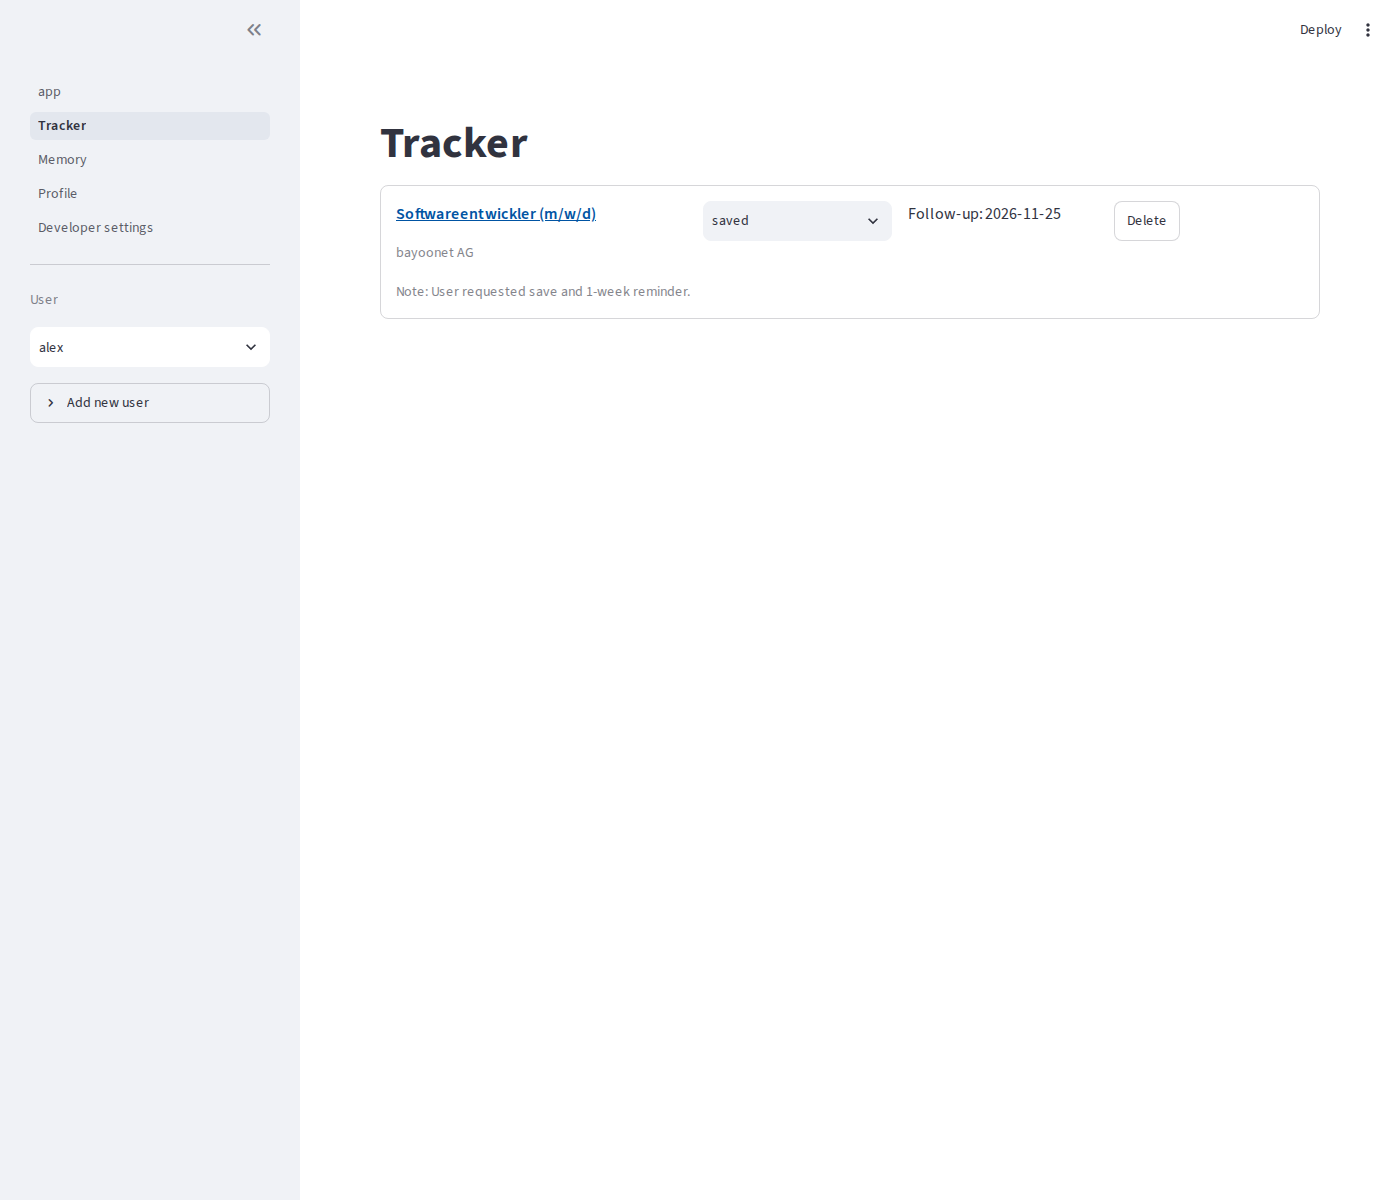 Deploy
app
Tracker
Memory
Profile
Developer settings
User
alex
Add new user
Tracker
Softwareentwickler (m/w/d)
saved
Follow-up: 2026-11-25
Delete
bayoonet AG
Note: User requested save and 1-week reminder.